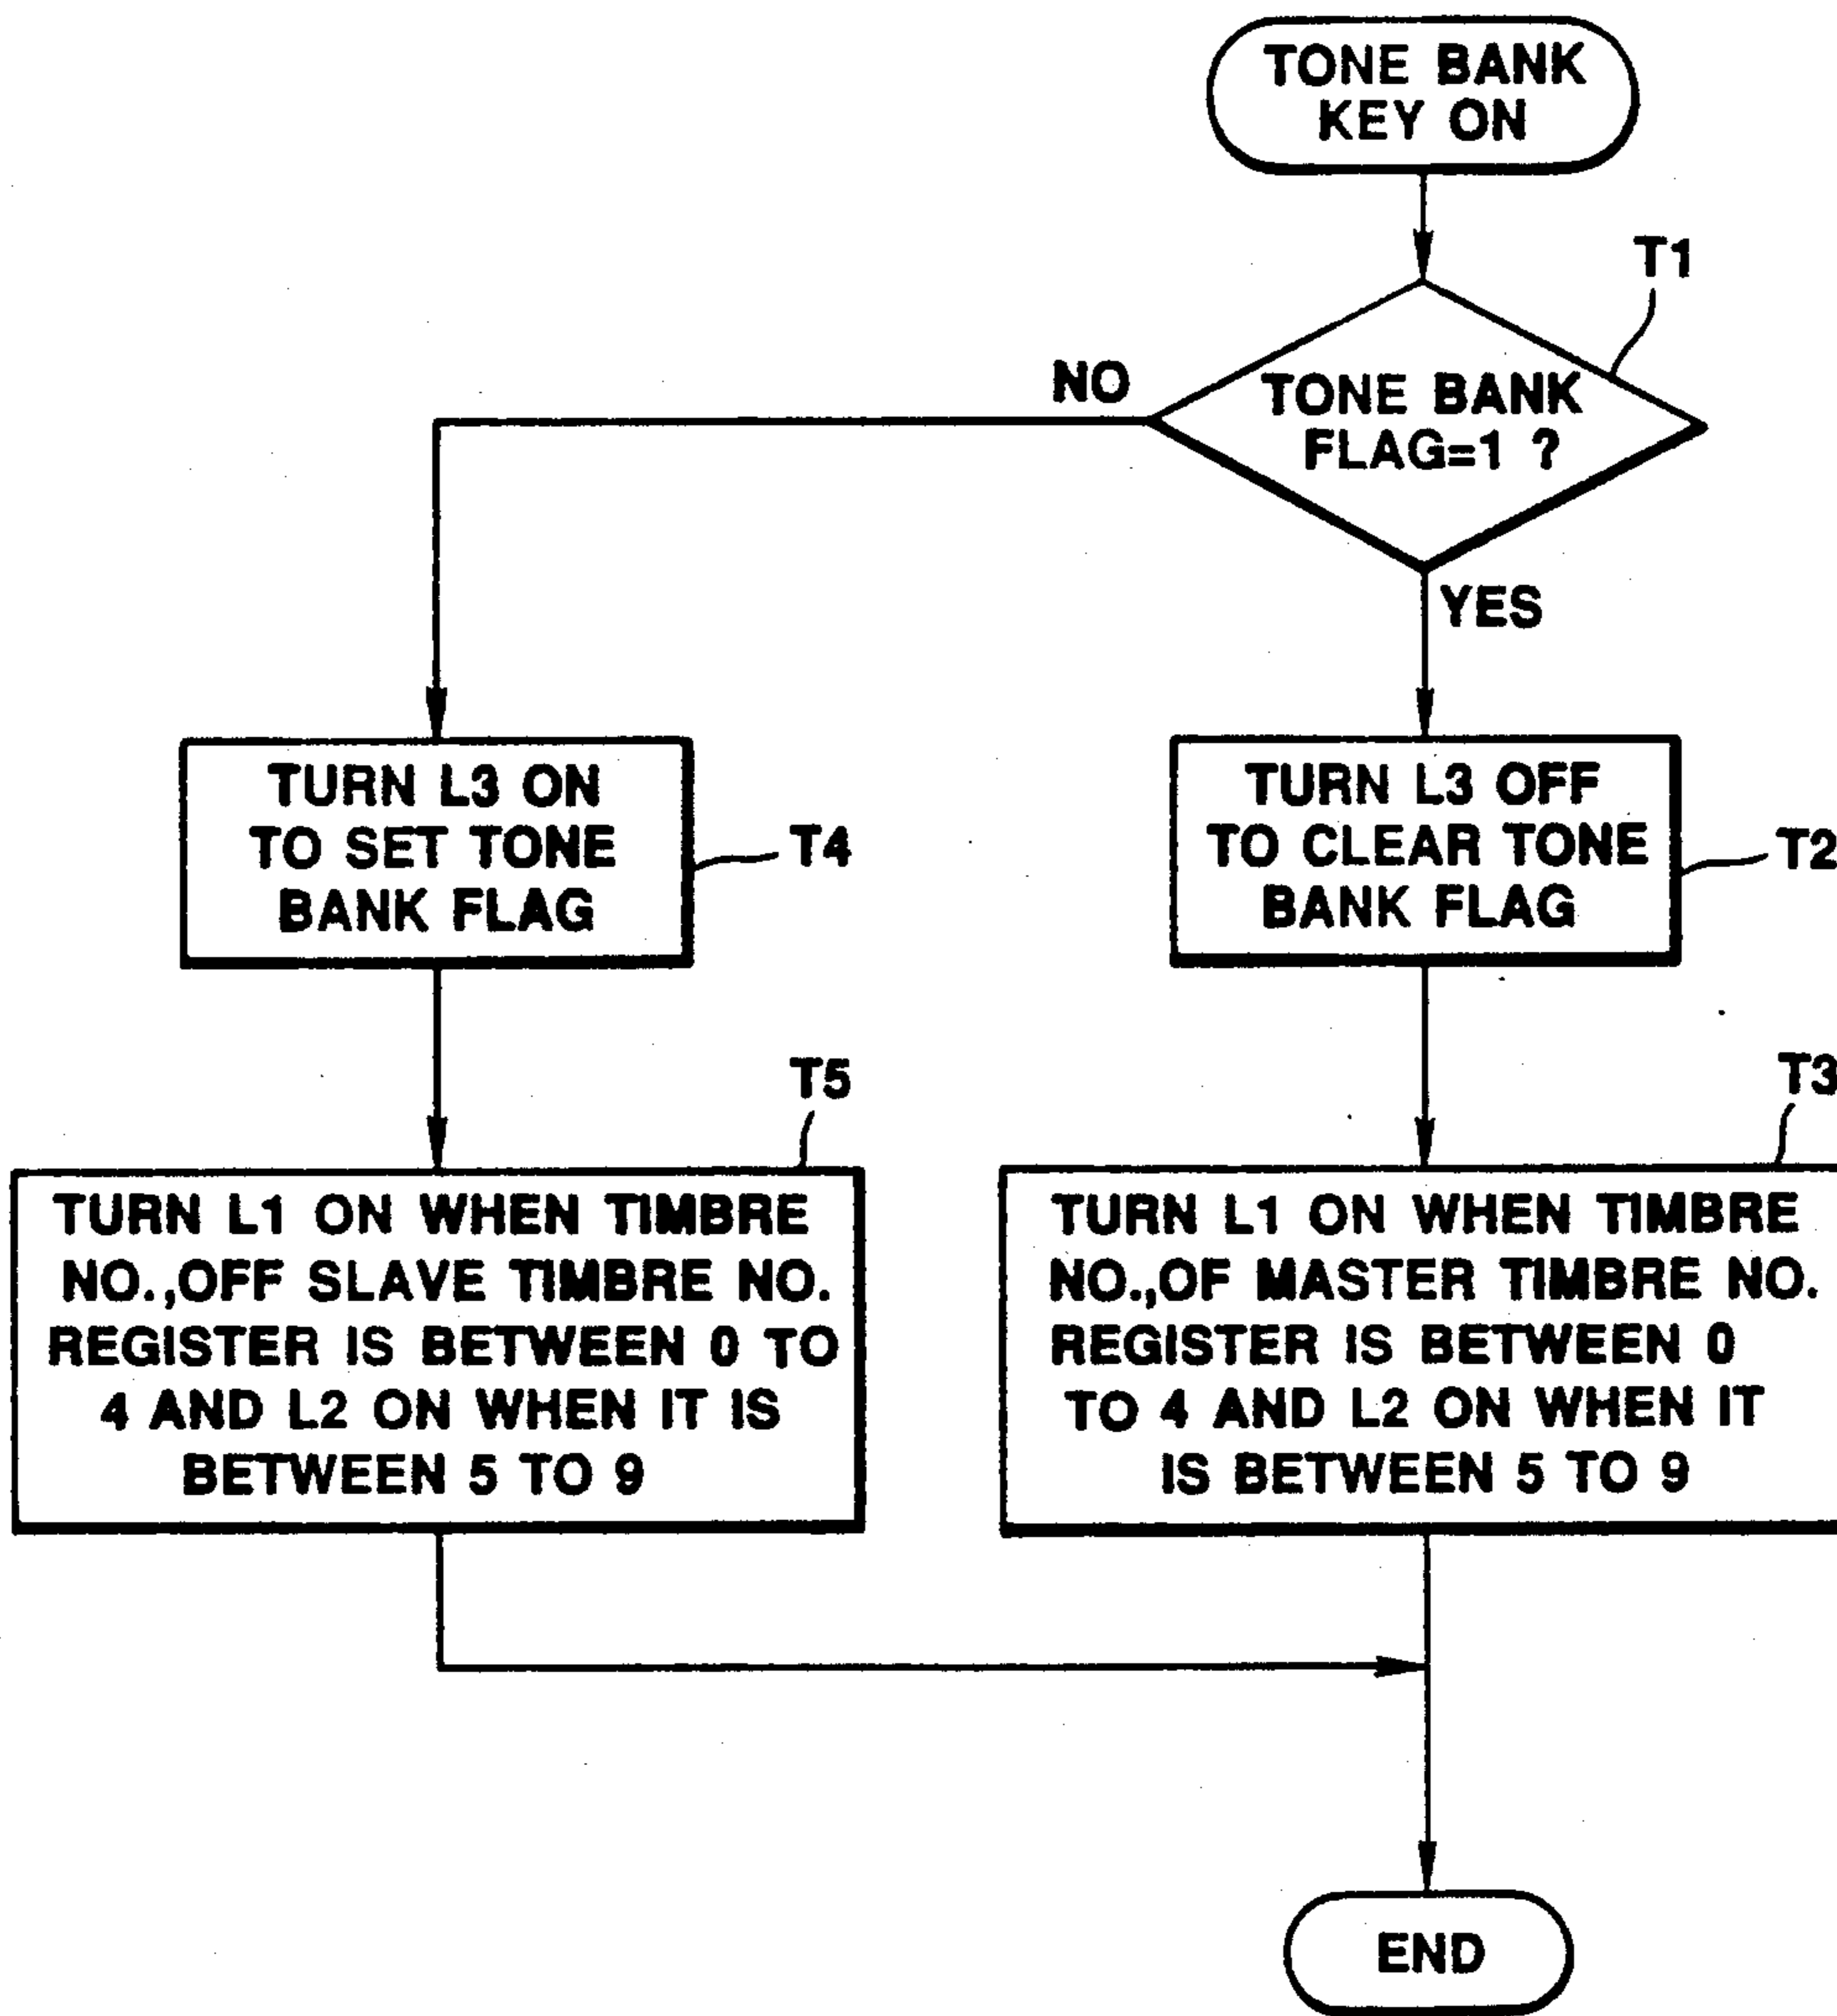 TONE BANK
KEY ON
T1
NO
TONE BANK
FLAG=1 ?
YES
TURN L3 ON
TO SET TONE
BANK FLAG
T4
TURN L3 OFF
TO CLEAR TONE
BANK FLAG
T2
T5
TURN L1 ON WHEN TIMBRE
NO.,OFF SLAVE TIMBRE NO.
REGISTER IS BETWEEN 0 TO
4 AND L2 ON WHEN IT IS
BETWEEN 5 TO 9
T3
TURN L1 ON WHEN TIMBRE
NO.,OF MASTER TIMBRE NO.
REGISTER IS BETWEEN 0
TO 4 AND L2 ON WHEN IT
IS BETWEEN 5 TO 9
END